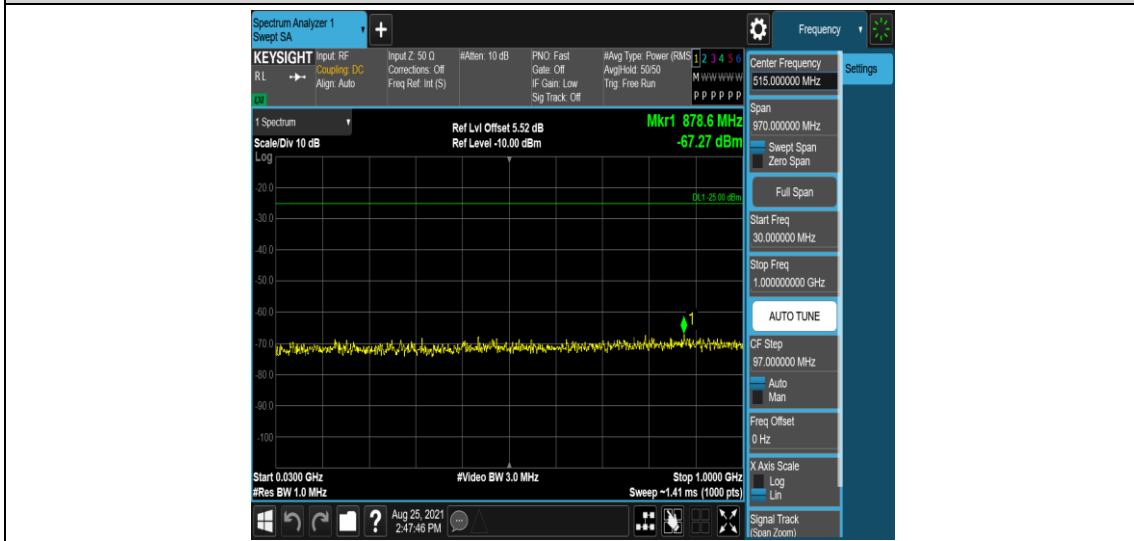 Spectrum Analyzer 1
Swept SA
+
Frequency
KEYSIGHT
RL
Input: RF
Coupling: DC
Align: Auto
Input Z: 50 Ω
Corrections: Off
Freq Ref: Int (S)
#Atten: 10 dB
PNO: Fast
Gate: Off
IF Gain: Low
Sig Track: Off
#Avg Type: Power (RMS
Avg|Hold: 50/50
Trig: Free Run
1 2 3 4 5 6
M W W W W W
P P P P P P
1 Spectrum
Scale/Div 10 dB
Log
Ref Lvl Offset 5.52 dB
Ref Level -10.00 dBm
Mkr1 878.6 MHz
-67.27 dBm
DL1 -25.00 dBm
-20.0
-30.0
-40.0
-50.0
-60.0
-70.0
-80.0
-90.0
-100
1
Start 0.0300 GHz
#Res BW 1.0 MHz
#Video BW 3.0 MHz
Stop 1.0000 GHz
Sweep ~1.41 ms (1000 pts)
?
Aug 25, 2021
2:47:46 PM
Center Frequency
515.000000 MHz
Settings
Span
970.000000 MHz
Swept Span
Zero Span
Full Span
Start Freq
30.000000 MHz
Stop Freq
1.000000000 GHz
AUTO TUNE
CF Step
97.000000 MHz
Auto
Man
Freq Offset
0 Hz
X Axis Scale
Log
Lin
Signal Track
(Span Zoom)